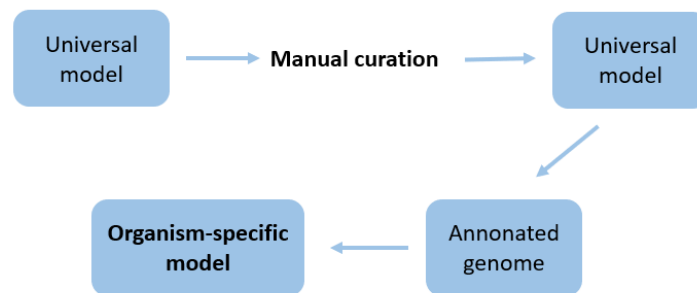 Universal
model
Manual curation
Universal
model
Organism-specific
model
Annonated
genome